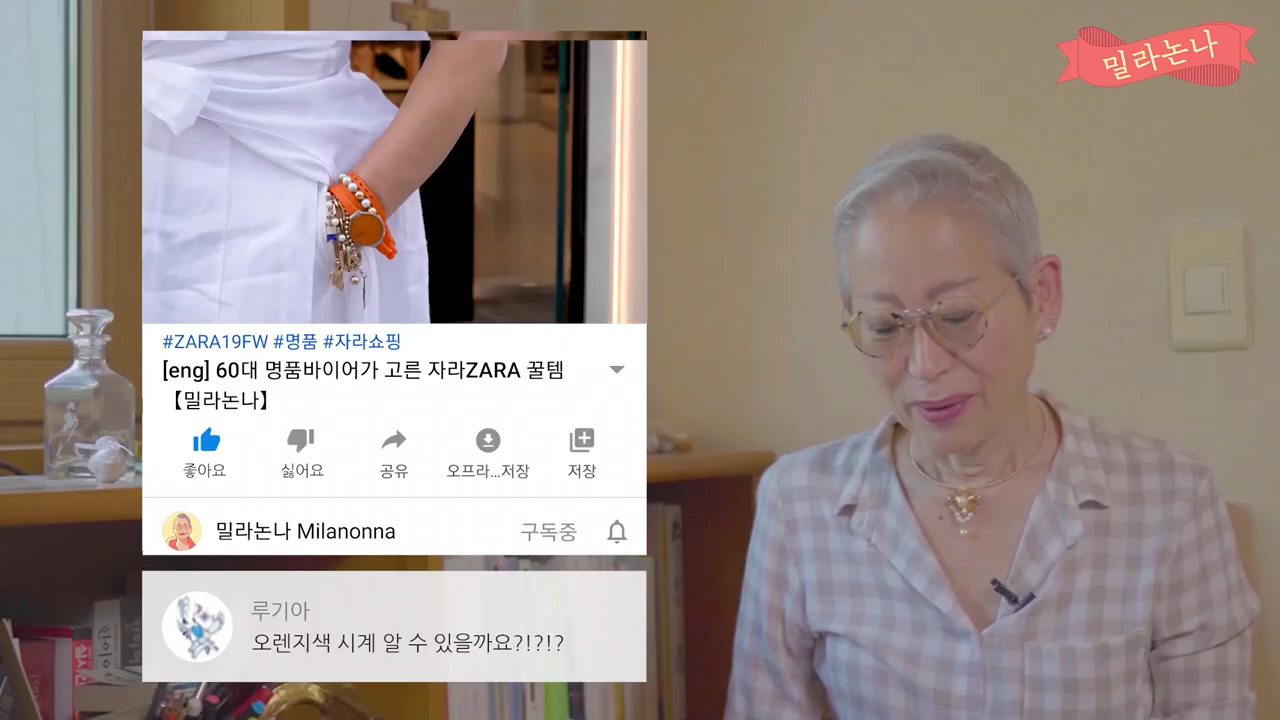 밀라논나
#ZARA19FW #명품 #자라쇼핑
[eng] 60대 명품바이어가 고른 자라ZARA 꿀템
【밀라논나】
좋아요 싫어요 공유 오프라...저장 저장
밀라논나 Milanonna 구독중
루기아
오렌지색 시계 알 수 있을까요?!?!?